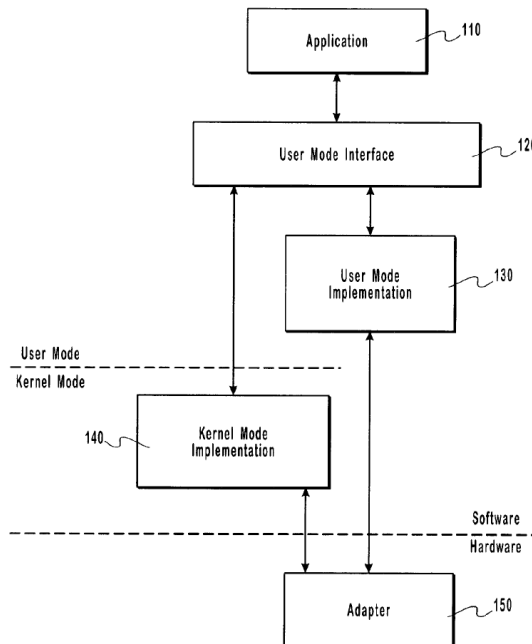 Application
110
User Mode Interface
120
User Mode
Implementation
130
User Mode
Kernel Mode
140
Kernel Mode
Implementation
Software
Hardware
Adapter
150